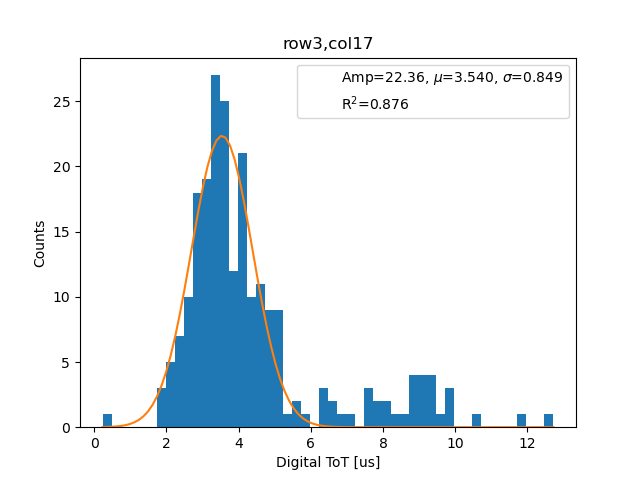 row3,col17
Amp=22.36, μ=3.540, σ=0.849
R²=0.876
25
20
15
10
5
0
Counts
0 2 4 6 8 10 12
Digital ToT [us]